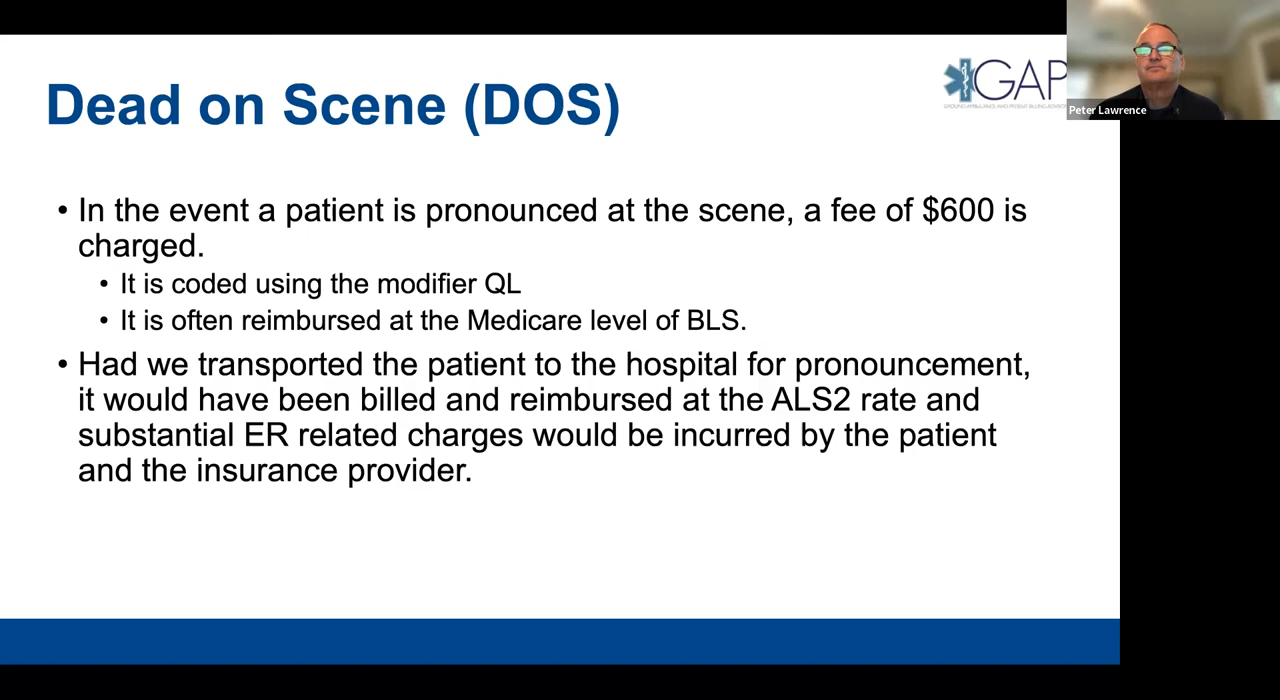 Dead on Scene (DOS)
GAP
Peter Lawrence
• In the event a patient is pronounced at the scene, a fee of $600 is
charged.
• It is coded using the modifier QL
• It is often reimbursed at the Medicare level of BLS.
• Had we transported the patient to the hospital for pronouncement,
it would have been billed and reimbursed at the ALS2 rate and
substantial ER related charges would be incurred by the patient
and the insurance provider.